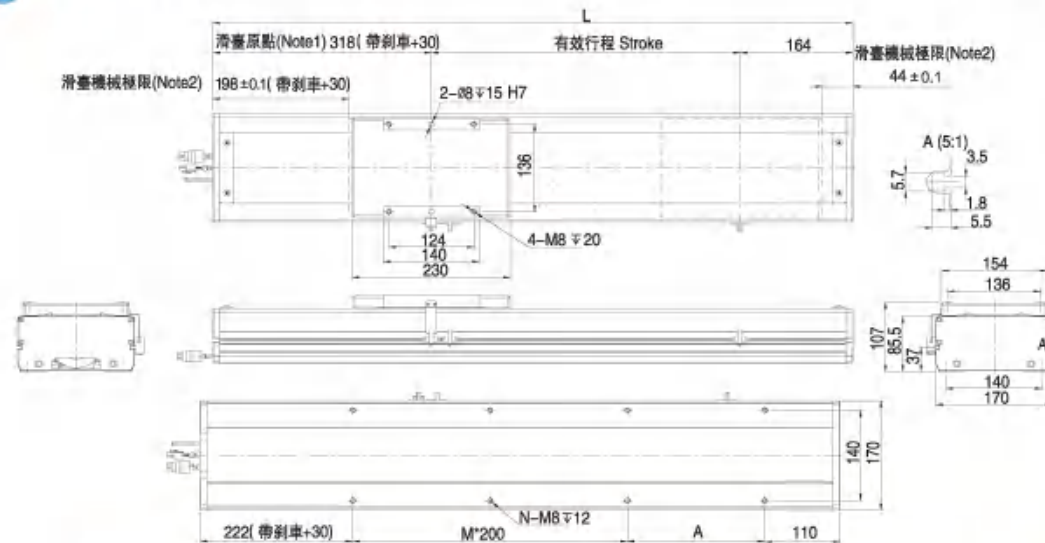 L
滑臺原點(Note1) 318( 帶剎車+30)
有效行程 Stroke
164
滑臺機械極限(Note2)
198±0.1( 帶剎車+30)
滑臺機械極限(Note2)
44±0.1
2-Ø8↧15 H7
136
A (5:1)
3.5
5.7
1.8
5.5
4-M8↧20
124
140
230
154
136
107
85.5
37
A
140
170
140
170
N-M8↧12
222( 帶剎車+30)
M*200
A
110